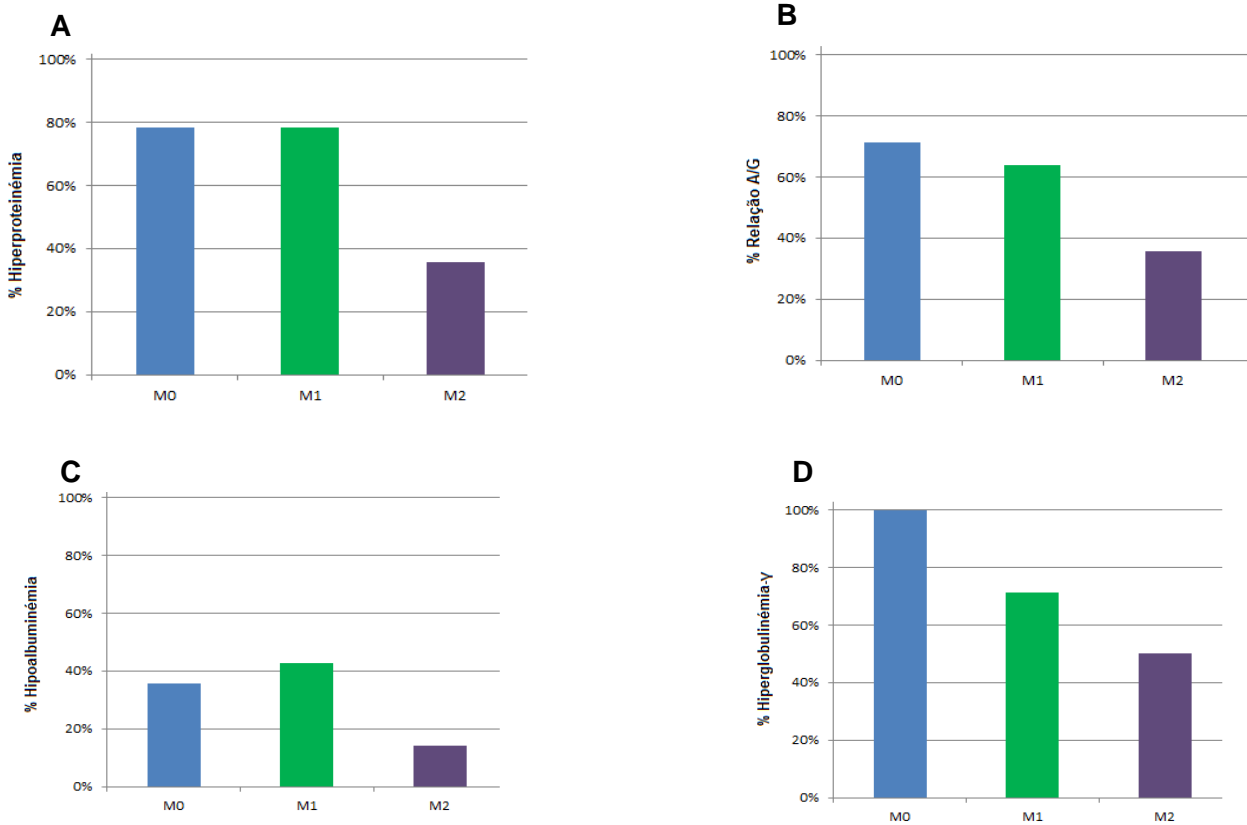 A
% Hiperproteinémia
100%
80%
60%
40%
20%
0%
M0 M1 M2
B
% Relação A/G
100%
80%
60%
40%
20%
0%
M0 M1 M2
C
% Hipoalbuminémia
100%
80%
60%
40%
20%
0%
M0 M1 M2
D
% Hiperglobulinémia-γ
100%
80%
60%
40%
20%
0%
M0 M1 M2